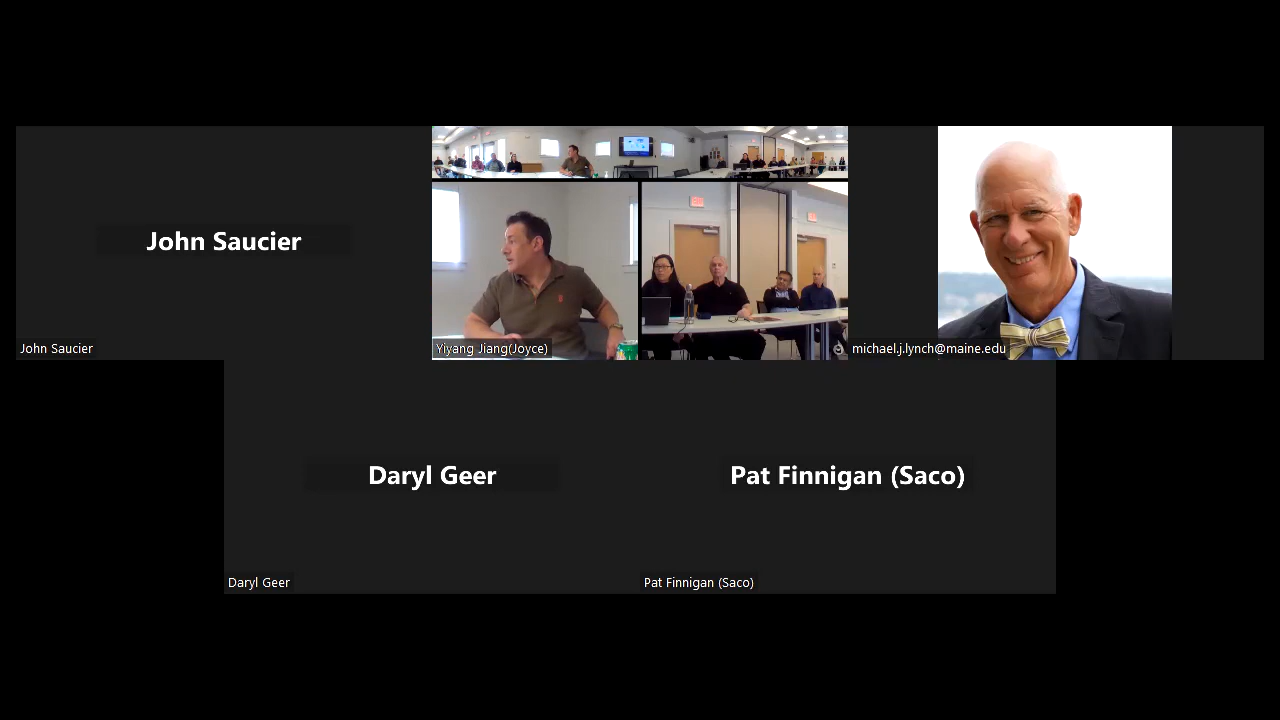 John Saucier
John Saucier
Yiyang Jiang(Joyce)
michael.j.lynch@maine.edu
Daryl Geer
Daryl Geer
Pat Finnigan (Saco)
Pat Finnigan (Saco)